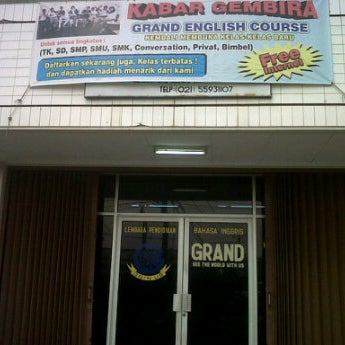 KABAR GEMBIRA
GRAND ENGLISH COURSE
KEMBALI MEMBUKA KELAS-KELAS BARU
Untuk semua tingkatan :
(TK, SD, SMP, SMU, SMK, Conversation, Privat, Bimbel)
Daftarkan sekarang juga, Kelas terbatas !
dan dapatkan hadiah menarik dari kami
Free
Internet
TELP (021) 55931107
LEMBAGA PENDIDIKAN
BAHASA INGGRIS
GRAND
SEE THE WORLD WITH US